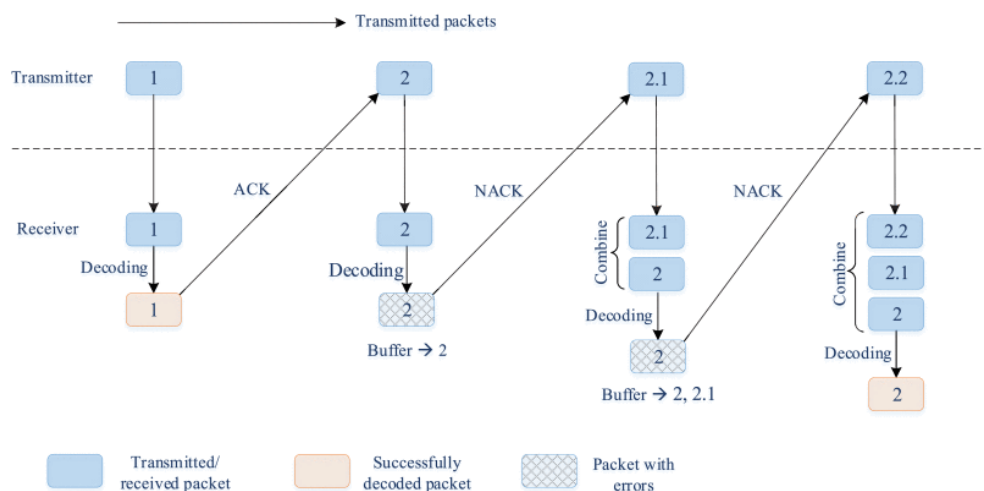 Transmitted packets
Transmitter
1
2
2.1
2.2
ACK
NACK
NACK
Receiver
1
2
2.1
2.2
Decoding
Decoding
Combine
2
2.1
Combine
1
2
Decoding
2
Buffer → 2
2
Decoding
Buffer → 2, 2.1
2
Transmitted/
received packet
Successfully
decoded packet
Packet with
errors